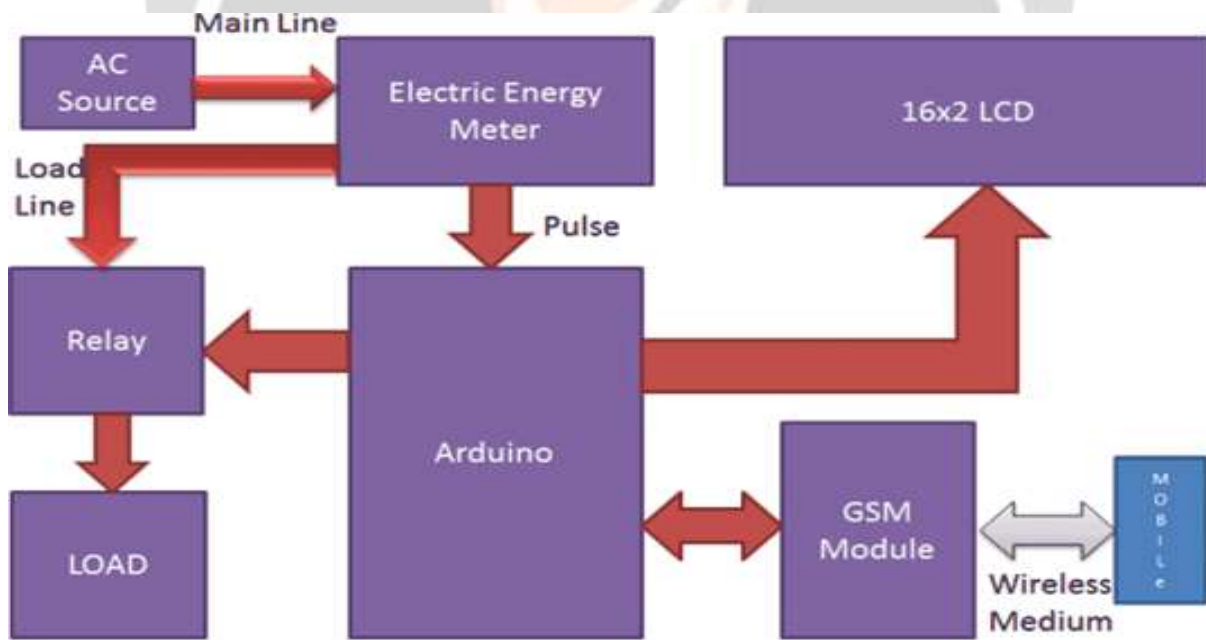 Main Line
AC
Source
Electric Energy
Meter
16x2 LCD
Load
Line
Pulse
Relay
Arduino
LOAD
GSM
Module
M
O
B
I
L
e
Wireless
Medium